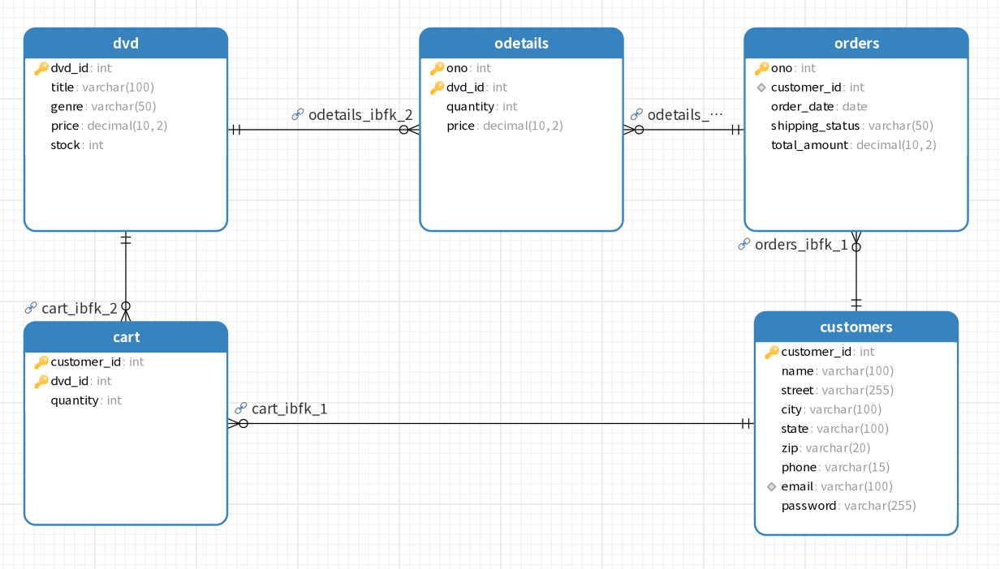 dvd
dvd_id: int
title: varchar(100)
genre: varchar(50)
price: decimal(10, 2)
stock: int
odetails_ibfk_2
odetails
ono: int
dvd_id: int
quantity: int
price: decimal(10, 2)
odetails_···
orders
ono: int
customer_id: int
order_date: date
shipping_status: varchar(50)
total_amount: decimal(10, 2)
orders_ibfk_1
cart_ibfk_2
cart
customer_id: int
dvd_id: int
quantity: int
cart_ibfk_1
customers
customer_id: int
name: varchar(100)
street: varchar(255)
city: varchar(100)
state: varchar(100)
zip: varchar(20)
phone: varchar(15)
email: varchar(100)
password: varchar(255)